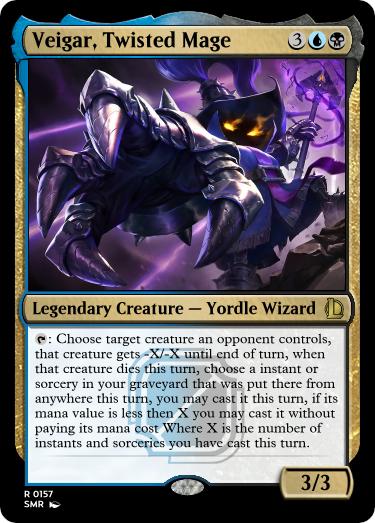 Veigar, Twisted Mage 3
Legendary Creature — Yordle Wizard
: Choose target creature an opponent controls,
that creature gets -X/-X until end of turn, when
that creature dies this turn, choose a instant or
sorcery in your graveyard that was put there from
anywhere this turn, you may cast it this turn, if
its mana value is less then X you may cast it without
paying its mana cost Where X is the number of
instants and sorceries you have cast this turn.
3/3
R 0157
SMR